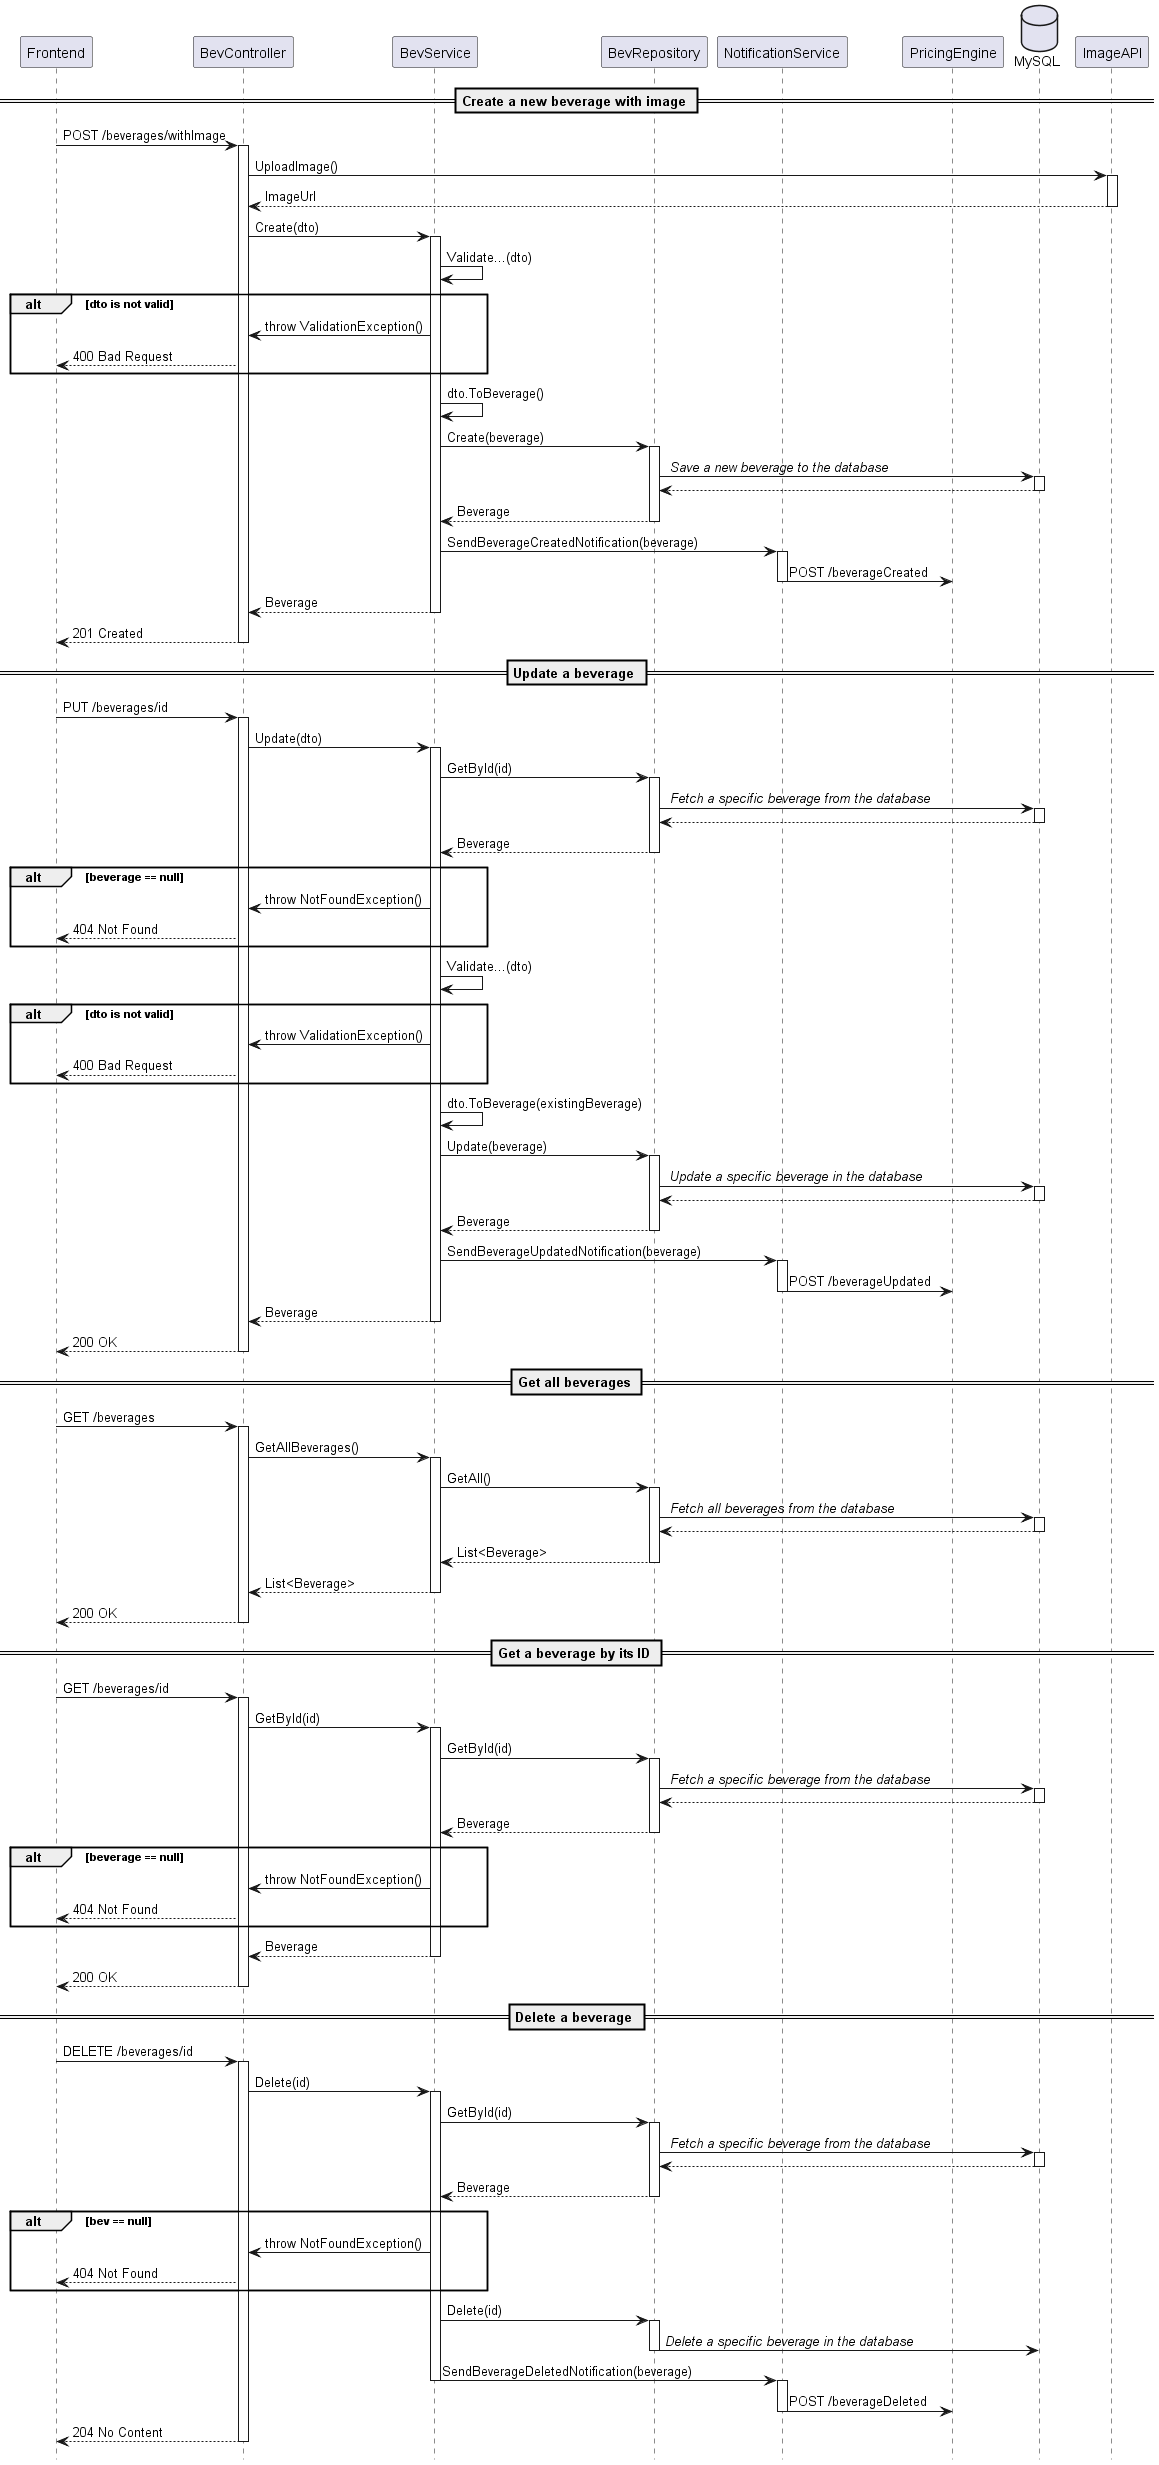 Frontend
BevController
BevService
BevRepository
NotificationService
PricingEngine
MySQL
ImageAPI
Create a new beverage with image
POST /beverages/withImage
UploadImage()
ImageUrl
Create(dto)
Validate...(dto)
alt [dto is not valid]
throw ValidationException()
400 Bad Request
dto.ToBeverage()
Create(beverage)
Save a new beverage to the database
Beverage
SendBeverageCreatedNotification(beverage)
POST /beverageCreated
Beverage
201 Created
Update a beverage
PUT /beverages/id
Update(dto)
GetById(id)
Fetch a specific beverage from the database
Beverage
alt [beverage == null]
throw NotFoundException()
404 Not Found
Validate...(dto)
alt [dto is not valid]
throw ValidationException()
400 Bad Request
dto.ToBeverage(existingBeverage)
Update(beverage)
Update a specific beverage in the database
Beverage
SendBeverageUpdatedNotification(beverage)
POST /beverageUpdated
Beverage
200 OK
Get all beverages
GET /beverages
GetAllBeverages()
GetAll()
Fetch all beverages from the database
List<Beverage>
List<Beverage>
200 OK
Get a beverage by its ID
GET /beverages/id
GetById(id)
GetById(id)
Fetch a specific beverage from the database
Beverage
alt [beverage == null]
throw NotFoundException()
404 Not Found
Beverage
200 OK
Delete a beverage
DELETE /beverages/id
Delete(id)
GetById(id)
Fetch a specific beverage from the database
Beverage
alt [bev == null]
throw NotFoundException()
404 Not Found
Delete(id)
Delete a specific beverage in the database
SendBeverageDeletedNotification(beverage)
POST /beverageDeleted
204 No Content